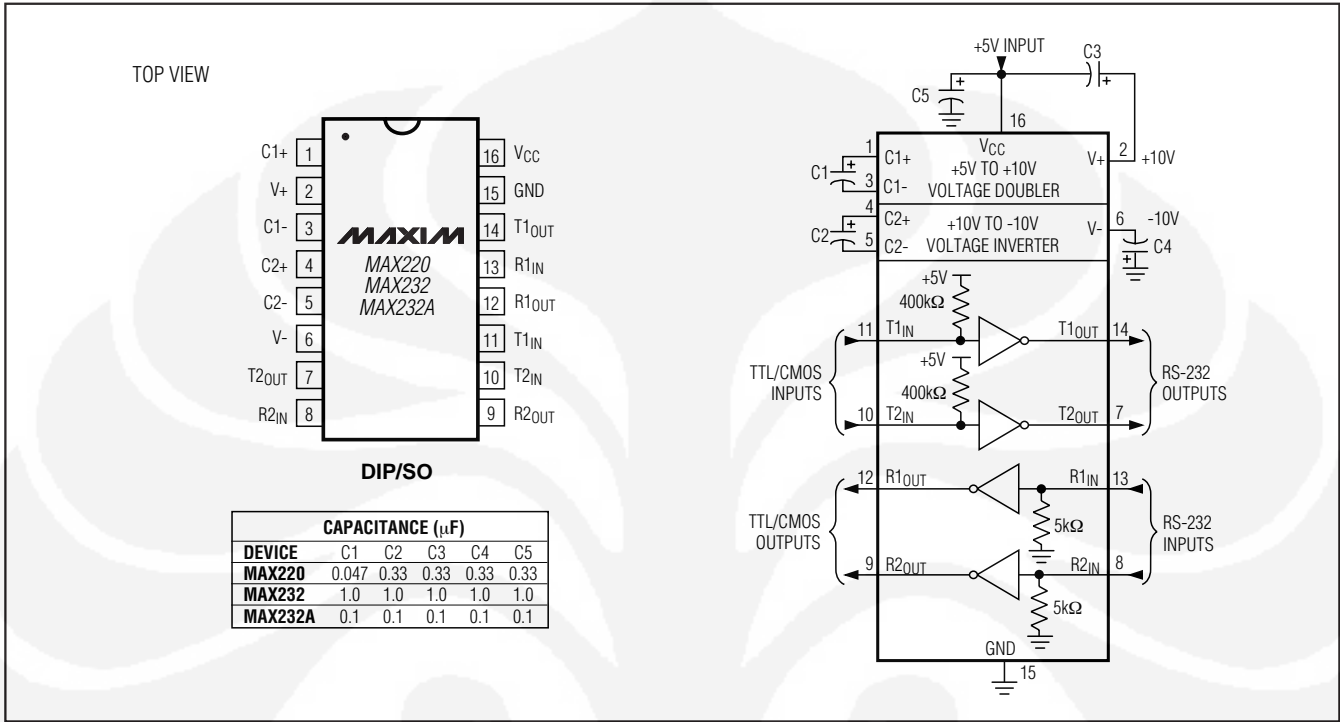 TOP VIEW
C1+ 1
V+ 2
C1- 3
C2+ 4
C2- 5
V- 6
T2OUT 7
R2IN 8
16 VCC
15 GND
14 T1OUT
13 R1IN
12 R1OUT
11 T1IN
10 T2IN
9 R2OUT
MAXIM
MAX220
MAX232
MAX232A
DIP/SO
CAPACITANCE (μF)
DEVICE C1 C2 C3 C4 C5
MAX220 0.047 0.33 0.33 0.33 0.33
MAX232 1.0 1.0 1.0 1.0 1.0
MAX232A 0.1 0.1 0.1 0.1 0.1
+5V INPUT
C3
+
C5
+
16
1
VCC
2
C1+
+5V TO +10V
V+
+10V
C1
+
3
C1-
VOLTAGE DOUBLER
4
C2+
+10V TO -10V
6
-10V
C2
+
5
C2-
VOLTAGE INVERTER
V-
C4
+
+5V
400kΩ
11 T1IN
T1OUT 14
+5V
400kΩ
TTL/CMOS
INPUTS
RS-232
OUTPUTS
10 T2IN
T2OUT 7
12 R1OUT
R1IN 13
5kΩ
TTL/CMOS
OUTPUTS
RS-232
INPUTS
9 R2OUT
R2IN 8
5kΩ
GND
15